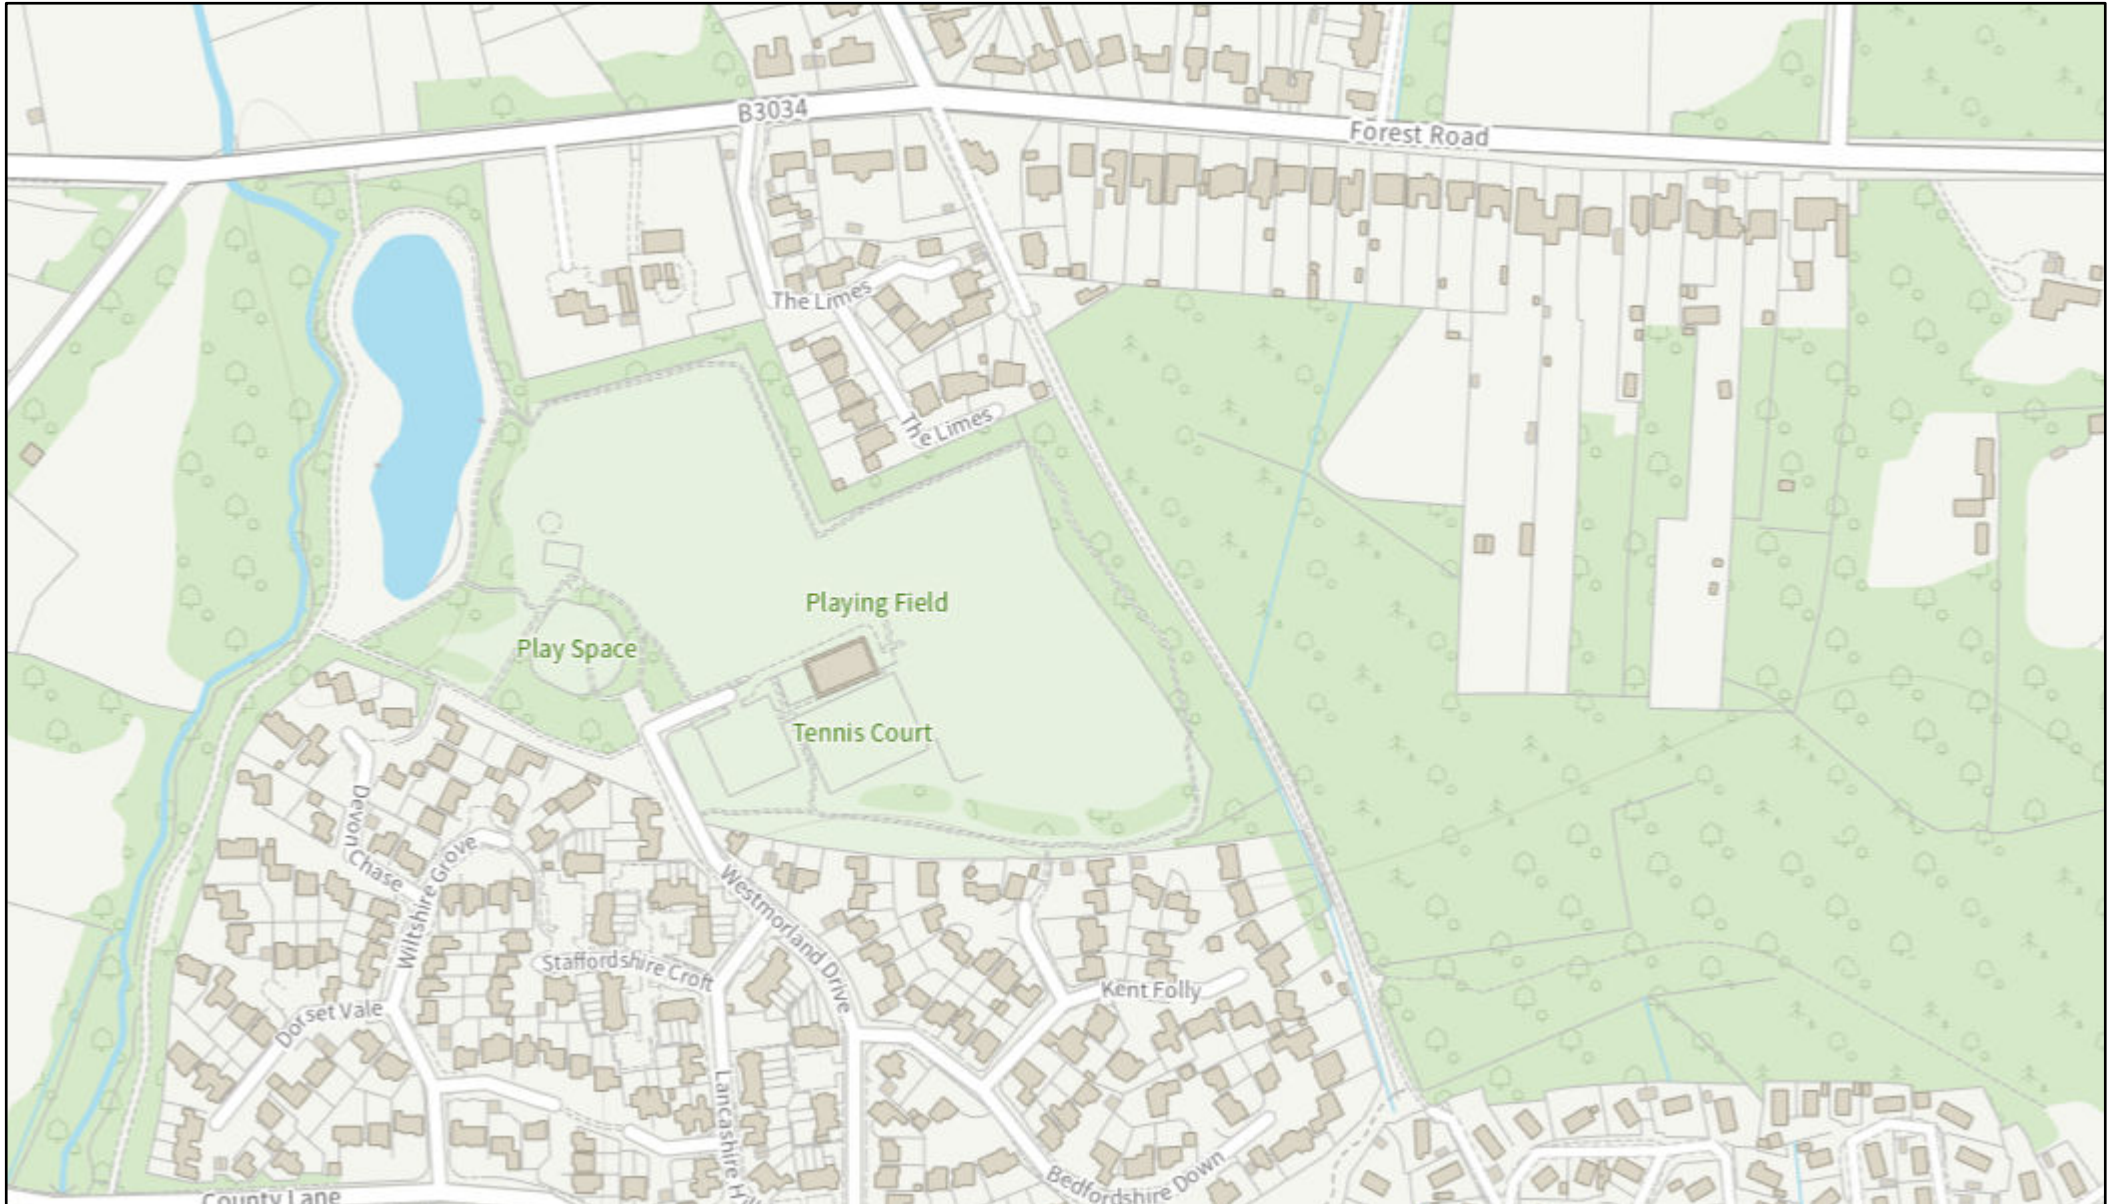 B3034
Forest Road
The Limes
The Limes
Playing Field
Play Space
Tennis Court
Devon Chase
Wiltshire Grove
Westmorland Drive
Staffordshire Croft
Kent Folly
Dorset Vale
Lancashire Hill
Bedfordshire Down
County Lane